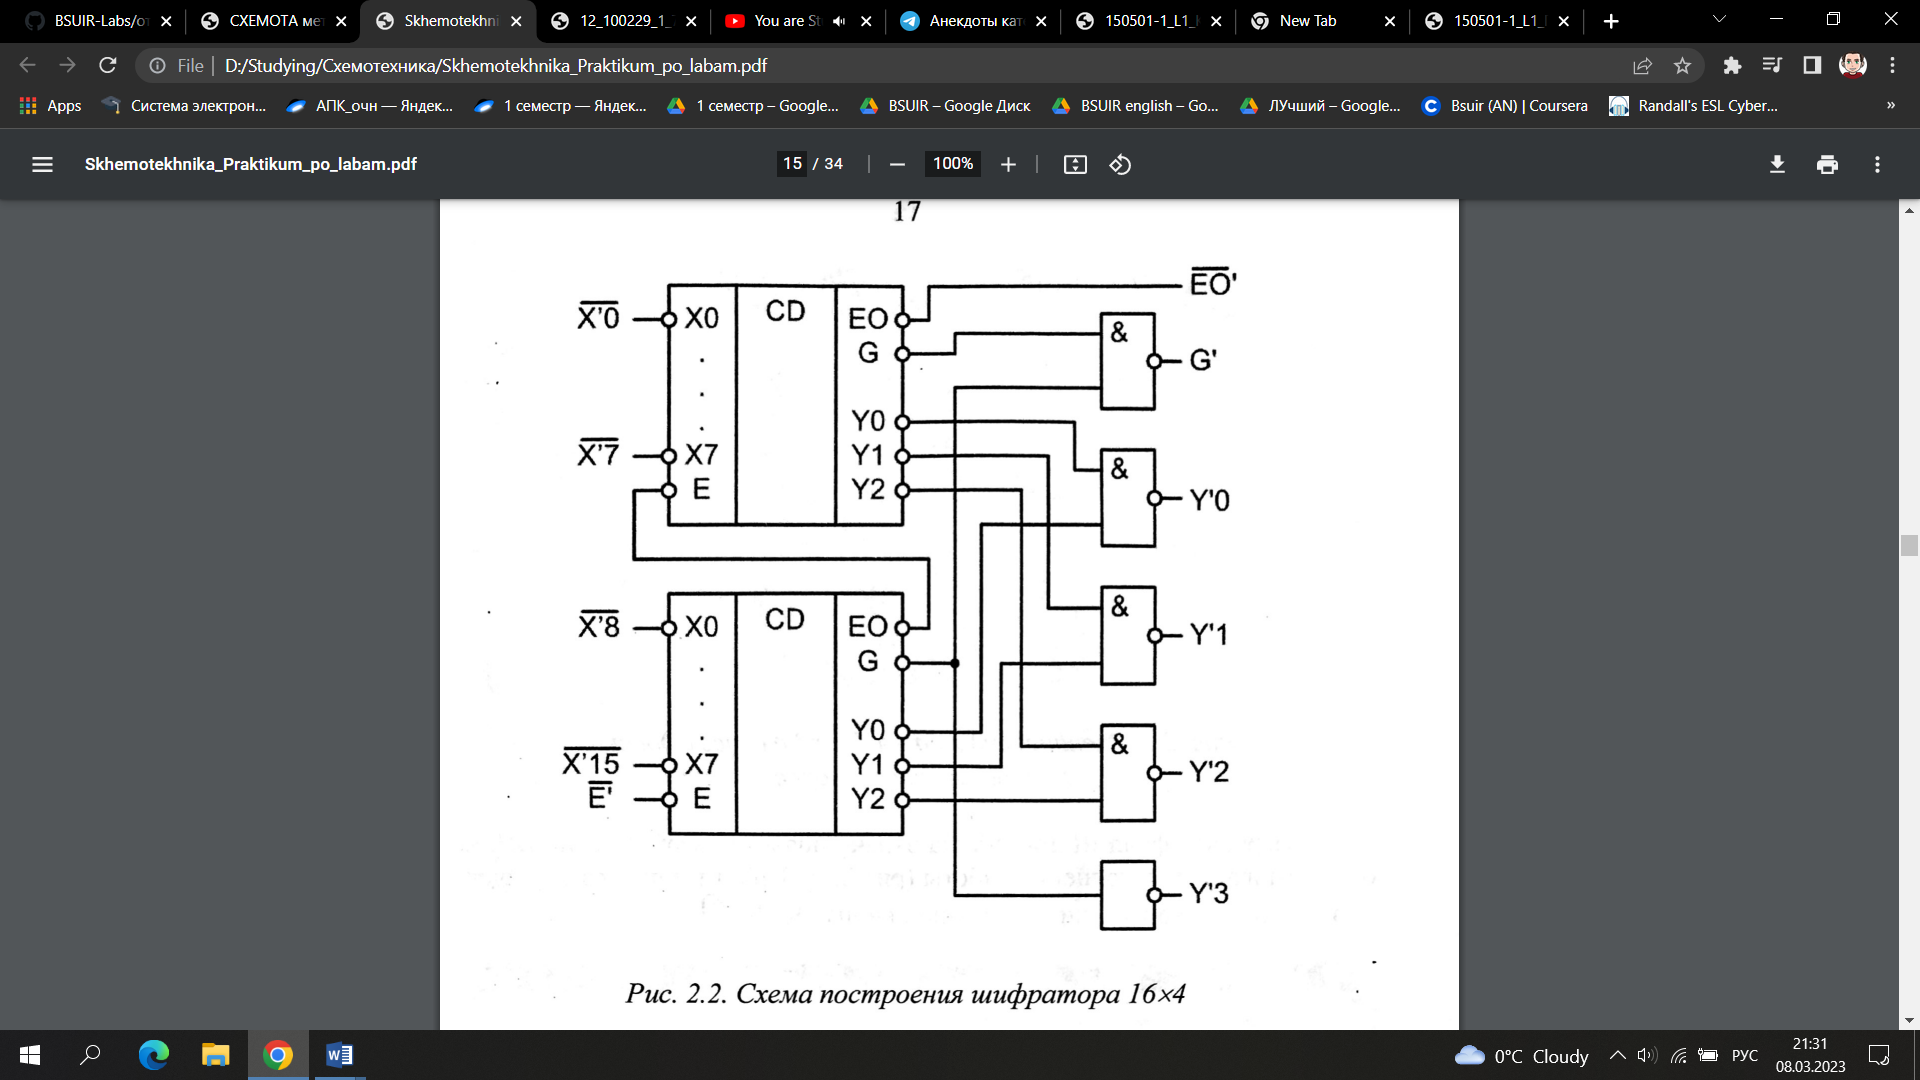 BSUIR-Labs/от
СХЕМОТА мет
Skhemotekhni
12_100229_1_
You are St
Анекдоты кат
150501-1_L1_
New Tab
150501-1_L1_
File
D:/Studying/Схемотехника/Skhemotekhnika_Praktikum_po_labam.pdf
Apps
Система электрон...
АПК_очн — Яндек...
1 семестр — Яндек...
1 семестр – Google...
BSUIR – Google Диск
BSUIR english – Go...
ЛУчший – Google...
Bsuir (AN) | Coursera
Randall's ESL Cyber...
»
Skhemotekhnika_Praktikum_po_labam.pdf
15 / 34
100%
17
X'0
X0
CD
EO
G
EO'
&
G'
X'7
X7
E
Y0
Y1
Y2
&
Y'0
X'8
X0
CD
EO
G
&
Y'1
X'15
X7
E'
E
Y0
Y1
Y2
&
Y'2
Y'3
Рис. 2.2. Схема построения шифратора 16×4
0°C Cloudy
РУС
21:31
08.03.2023